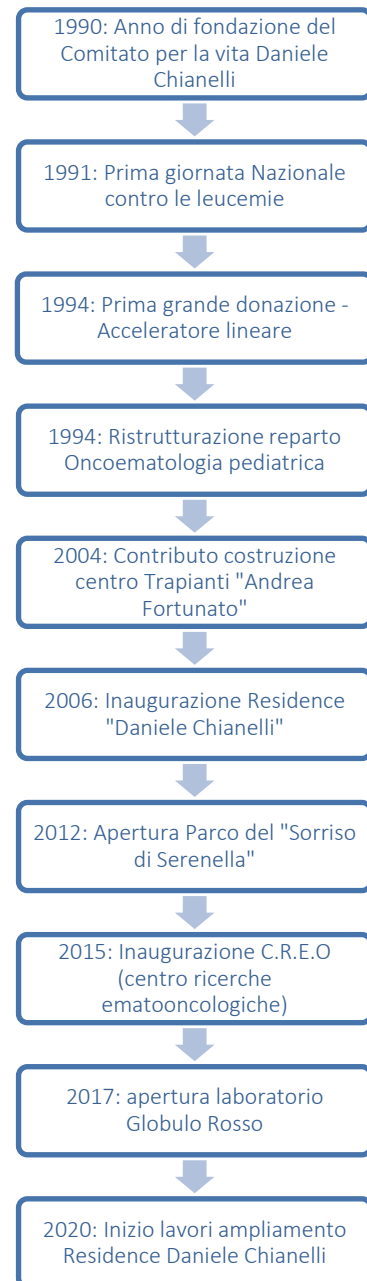 1990: Anno di fondazione del
Comitato per la vita Daniele
Chianelli
1991: Prima giornata Nazionale
contro le leucemie
1994: Prima grande donazione -
Acceleratore lineare
1994: Ristrutturazione reparto
Oncoematologia pediatrica
2004: Contributo costruzione
centro Trapianti "Andrea
Fortunato"
2006: Inaugurazione Residence
"Daniele Chianelli"
2012: Apertura Parco del "Sorriso
di Serenella"
2015: Inaugurazione C.R.E.O
(centro ricerche
ematooncologiche)
2017: apertura laboratorio
Globulo Rosso
2020: Inizio lavori ampliamento
Residence Daniele Chianelli